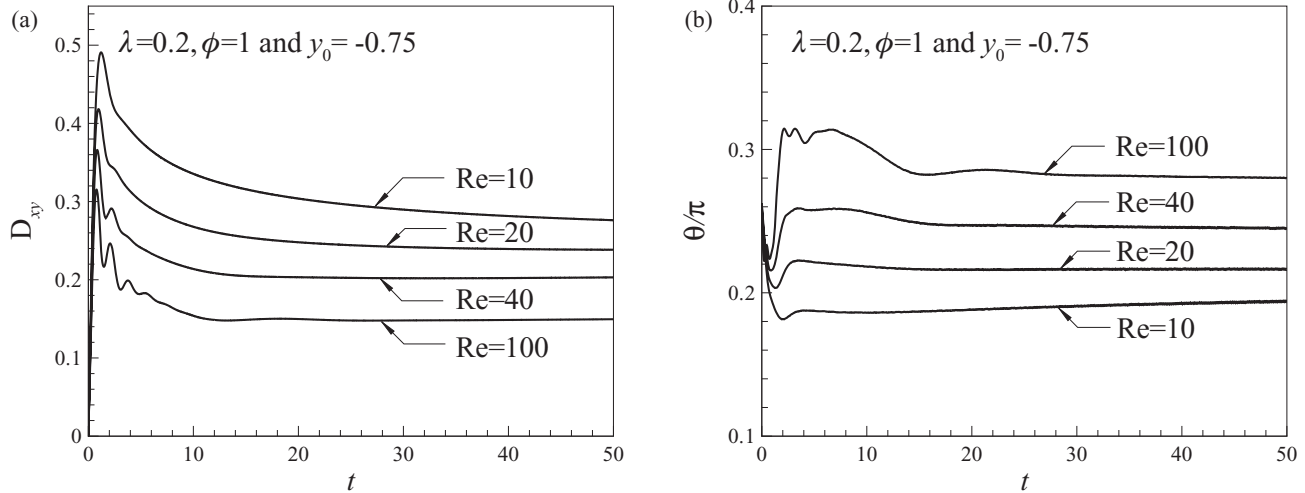 (a)
λ=0.2, ϕ=1 and y₀= -0.75
0.5
0.4
0.3
0.2
0.1
0
D_xy
Re=10
Re=20
Re=40
Re=100
0 10 20 30 40 50
t
(b)
λ=0.2, ϕ=1 and y₀= -0.75
0.4
0.3
0.2
0.1
θ/π
Re=100
Re=40
Re=20
Re=10
0 10 20 30 40 50
t